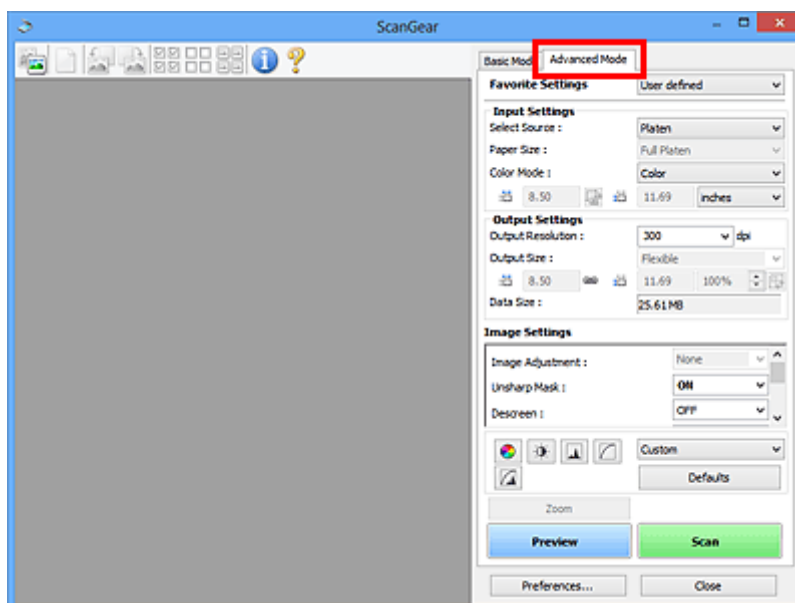 ScanGear
Basic Mod Advanced Mode
Favorite Settings User defined
Input Settings
Select Source : Platen
Paper Size : Full Platen
Color Mode : Color
8.50 11.69 inches
Output Settings
Output Resolution : 300 dpi
Output Size : Flexible
8.50 11.69 100%
Data Size : 25.61MB
Image Settings
Image Adjustment : None
Unsharp Mask : ON
Descreen : OFF
Custom
Defaults
Zoom
Preview Scan
Preferences... Close